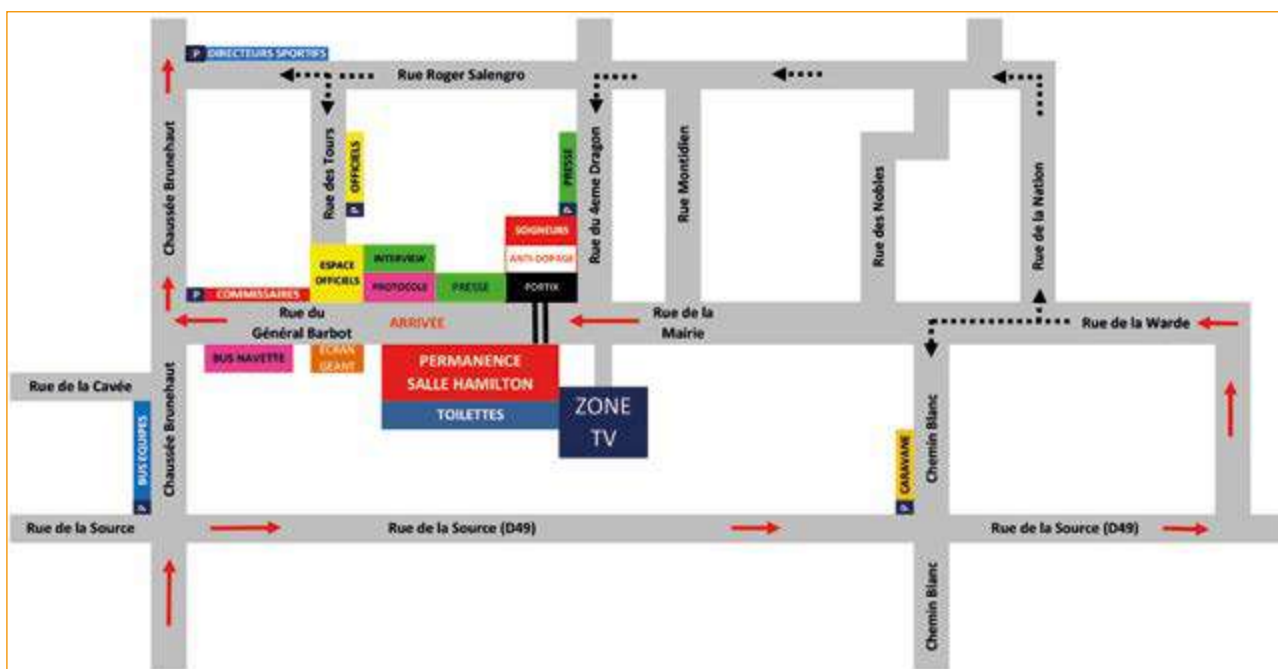 P DIRECTEURS SPORTIFS
Rue Roger Salengro
Chaussée Brunehaut
Rue des Tours
OFFICIELS
P
PRESSE
P
Rue du 4eme Dragon
Rue Montidien
Rue des Nobles
Rue de la Nation
SOIGNEURS
ANTI-DOPAGE
PODIUM
ESPACE
OFFICIELS
INTERVIEW
PROTOCOLE
PRESSE
P COMMISSAIRES
Rue du
Général Barbot
ARRIVÉE
Rue de la
Mairie
Rue de la Warde
BUS NAVETTE
ECRAN
GEANT
PERMANENCE
SALLE HAMILTON
TOILETTES
ZONE
TV
Rue de la Cavée
BUS EQUIPES
P
Chaussée Brunehaut
CARAVANE
P
Chemin Blanc
Rue de la Source
Rue de la Source (D49)
Rue de la Source (D49)
Chemin Blanc